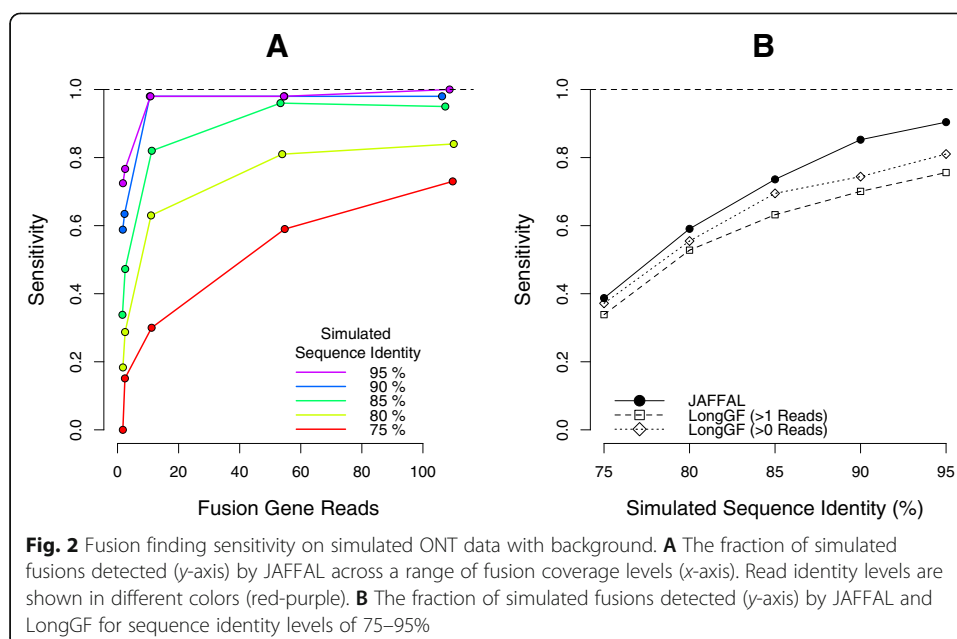 A
B
Sensitivity
0.0
0.2
0.4
0.6
0.8
1.0
0
20
40
60
80
100
Fusion Gene Reads
Simulated
Sequence Identity
95 %
90 %
85 %
80 %
75 %
Sensitivity
0.0
0.2
0.4
0.6
0.8
1.0
JAFFAL
LongGF (>1 Reads)
LongGF (>0 Reads)
75
80
85
90
95
Simulated Sequence Identity (%)
Fig. 2 Fusion finding sensitivity on simulated ONT data with background. A The fraction of simulated
fusions detected (y-axis) by JAFFAL across a range of fusion coverage levels (x-axis). Read identity levels are
shown in different colors (red-purple). B The fraction of simulated fusions detected (y-axis) by JAFFAL and
LongGF for sequence identity levels of 75–95%